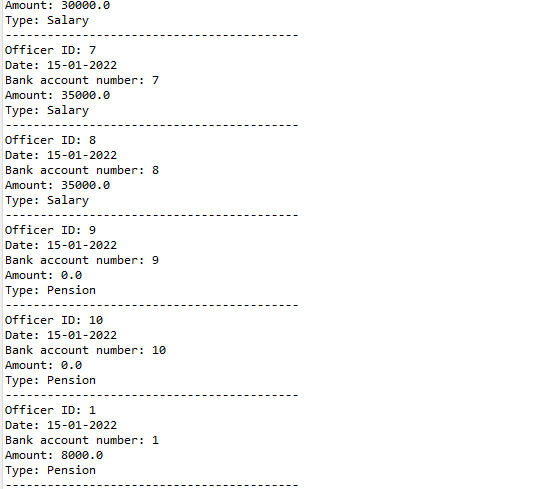 Amount: 30000.0
Type: Salary
------------------------------------------
Officer ID: 7
Date: 15-01-2022
Bank account number: 7
Amount: 35000.0
Type: Salary
------------------------------------------
Officer ID: 8
Date: 15-01-2022
Bank account number: 8
Amount: 35000.0
Type: Salary
------------------------------------------
Officer ID: 9
Date: 15-01-2022
Bank account number: 9
Amount: 0.0
Type: Pension
------------------------------------------
Officer ID: 10
Date: 15-01-2022
Bank account number: 10
Amount: 0.0
Type: Pension
------------------------------------------
Officer ID: 1
Date: 15-01-2022
Bank account number: 1
Amount: 8000.0
Type: Pension
------------------------------------------